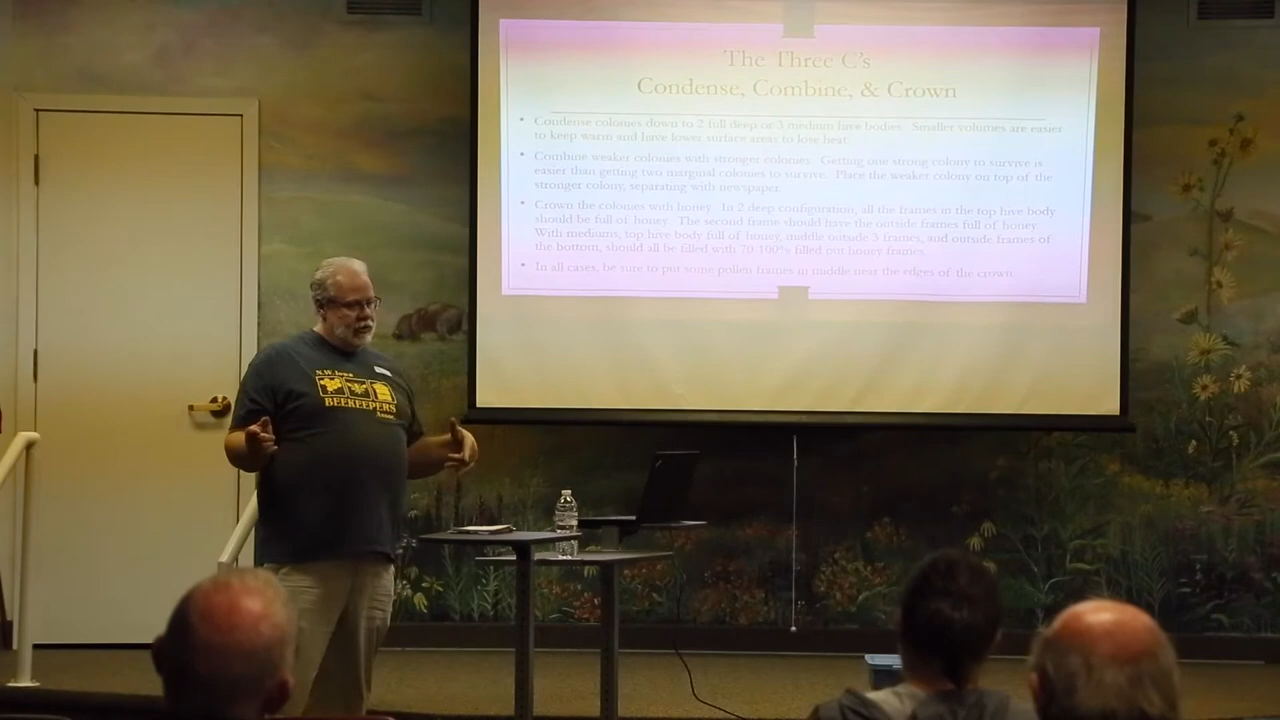 The Three C's
Condense, Combine, & Crown
• Condense colonies down to 2 full deep or 3 medium hive bodies. Smaller volumes are easier
to keep warm and have lower surface areas to lose heat.
• Combine weaker colonies with stronger colonies. Getting one strong colony to survive is
easier than getting two marginal colonies to survive. Place the weaker colony on top of the
stronger colony, separating with newspaper.
• Crown the colonies with honey. In 2 deep configuration, all the frames in the top hive body
should be full of honey. The second frame should have the outside frames full of honey.
With mediums, top hive body full of honey, middle outside 3 frames, and outside frames of
the bottom, should all be filled with 70-100% filled out honey frames.
• In all cases, be sure to put some pollen frames in middle near the edges of the crown.
N.W. Iowa
BEEKEEPERS
Assoc.